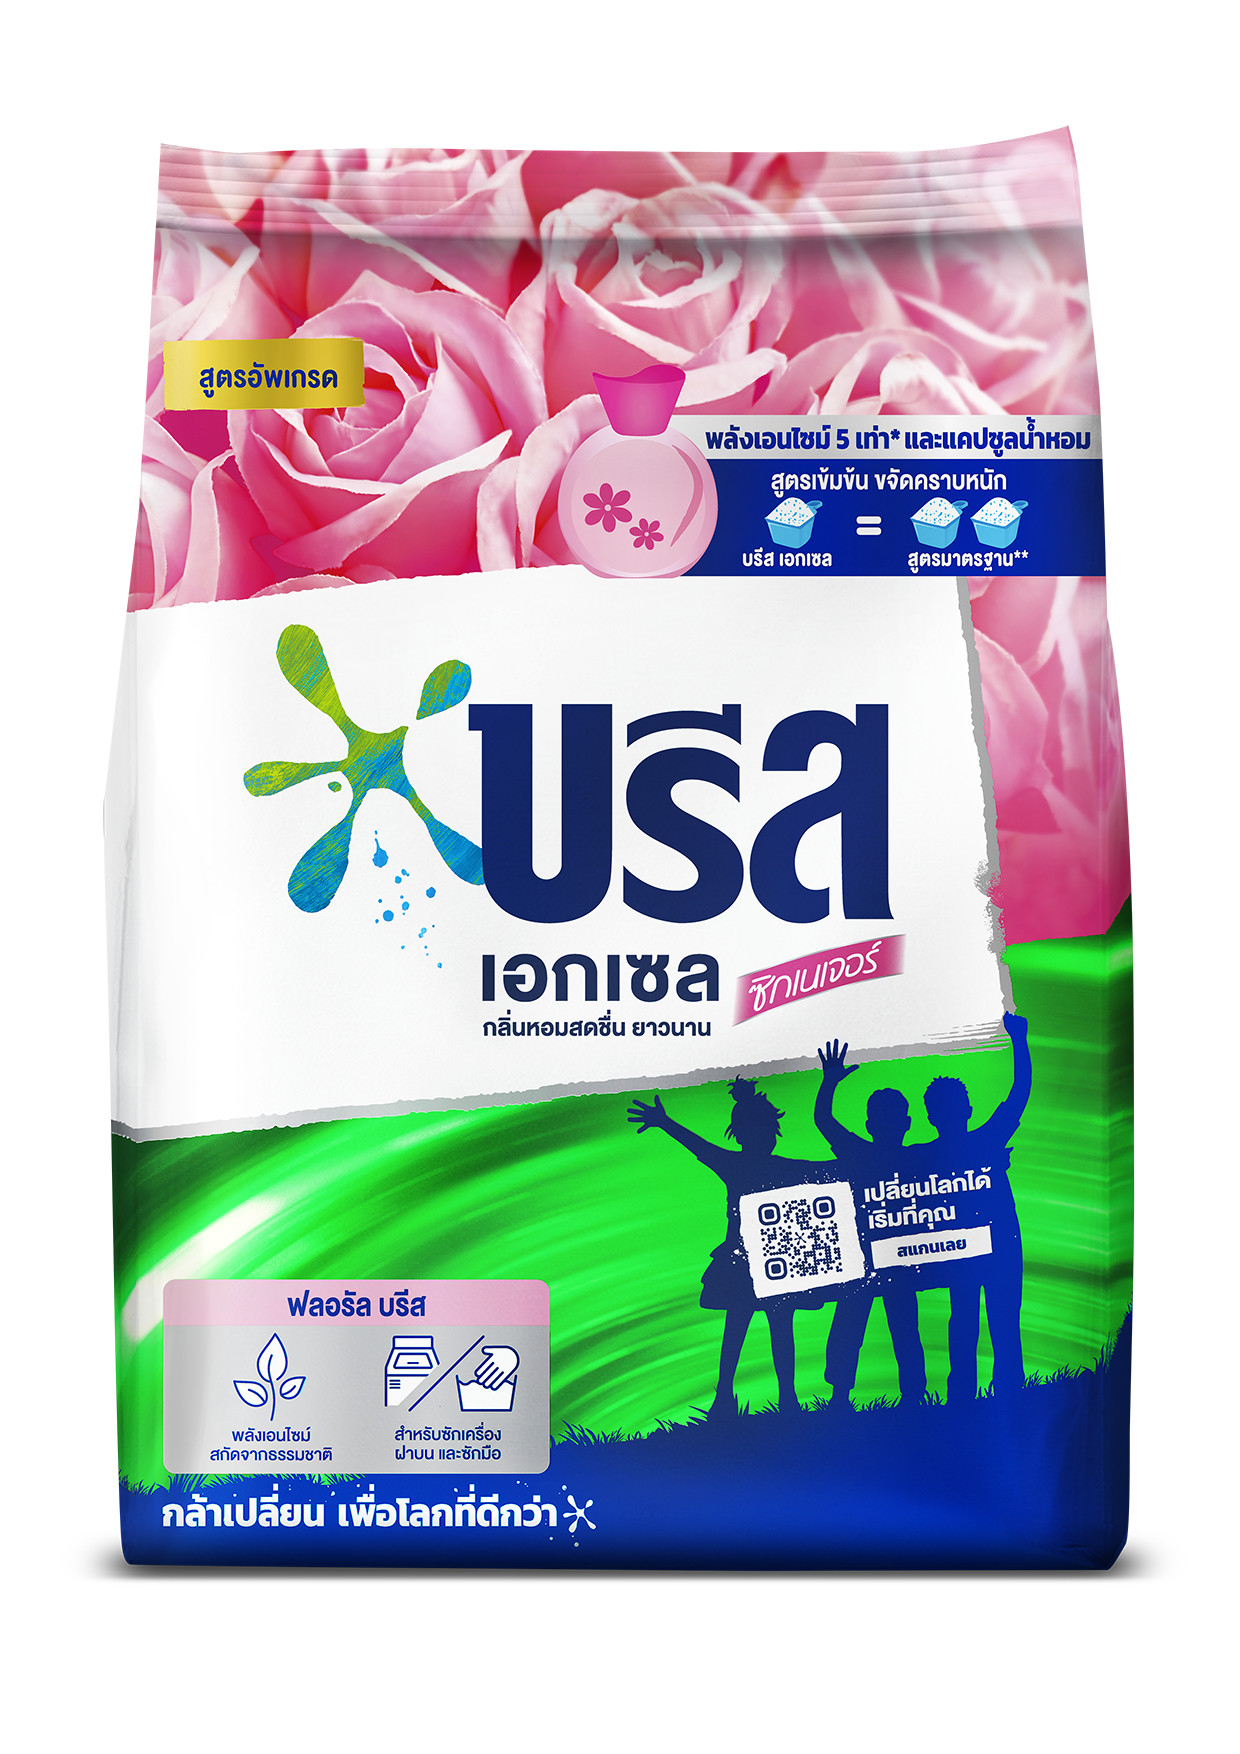 สูตรอัพเกรด
พลังเอนไซม์ 5 เท่า* และแคปซูลน้ำหอม
สูตรเข้มข้น ขจัดคราบหนัก
=
บรีส เอกเซล
สูตรมาตรฐาน**
บรีส
เอกเซล
ซิกเนเจอร์
กลิ่นหอมสดชื่น ยาวนาน
เปลี่ยนโลกได้
เริ่มที่คุณ
สแกนเลย
ฟลอรัล บรีส
พลังเอนไซม์
สกัดจากธรรมชาติ
สำหรับซักเครื่อง
ฝาบน และซักมือ
กล้าเปลี่ยน เพื่อโลกที่ดีกว่า